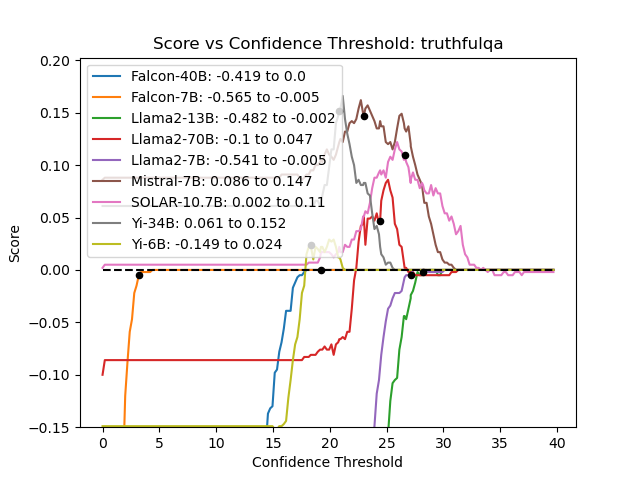 Score vs Confidence Threshold: truthfulqa
0.20
0.15
0.10
0.05
0.00
−0.05
−0.10
−0.15
Score
Falcon-40B: -0.419 to 0.0
Falcon-7B: -0.565 to -0.005
Llama2-13B: -0.482 to -0.002
Llama2-70B: -0.1 to 0.047
Llama2-7B: -0.541 to -0.005
Mistral-7B: 0.086 to 0.147
SOLAR-10.7B: 0.002 to 0.11
Yi-34B: 0.061 to 0.152
Yi-6B: -0.149 to 0.024
0 5 10 15 20 25 30 35 40
Confidence Threshold